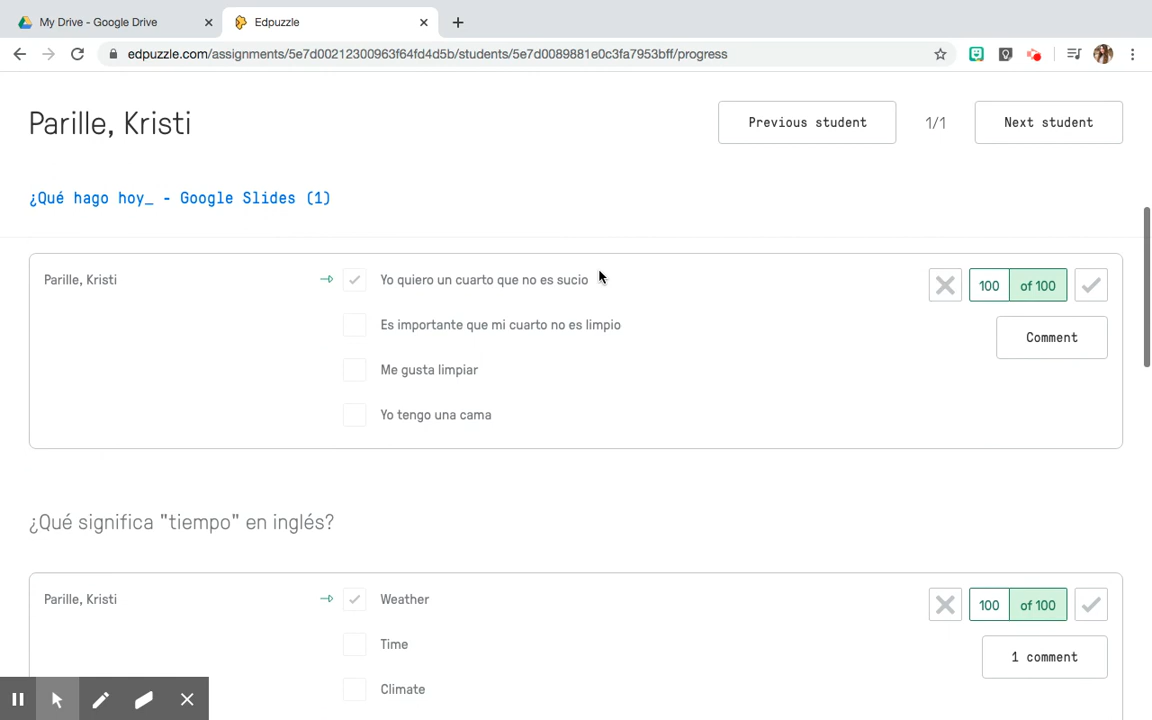 My Drive - Google Drive
Edpuzzle
edpuzzle.com/assignments/5e7d00212300963f64fd4d5b/students/5e7d0089881e0c3fa7953bff/progress
Parille, Kristi
Previous student
1/1
Next student
¿Qué hago hoy_ - Google Slides (1)
Parille, Kristi
Yo quiero un cuarto que no es sucio
100 of 100
Es importante que mi cuarto no es limpio
Comment
Me gusta limpiar
Yo tengo una cama
¿Qué significa "tiempo" en inglés?
Parille, Kristi
Weather
100 of 100
Time
1 comment
Climate